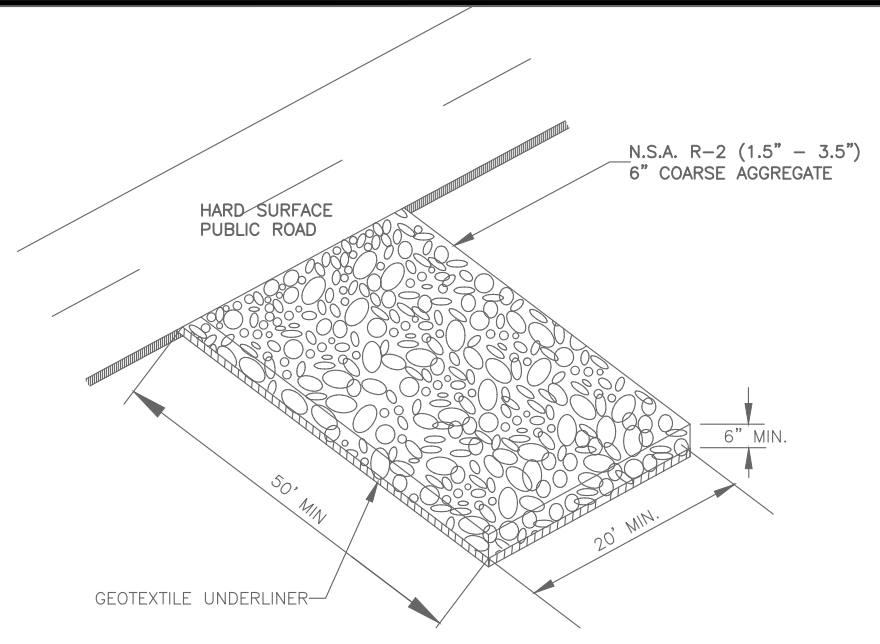 N.S.A. R-2 (1.5" - 3.5")
6" COARSE AGGREGATE
HARD SURFACE
PUBLIC ROAD
6" MIN.
50' MIN
20' MIN.
GEOTEXTILE UNDERLINER